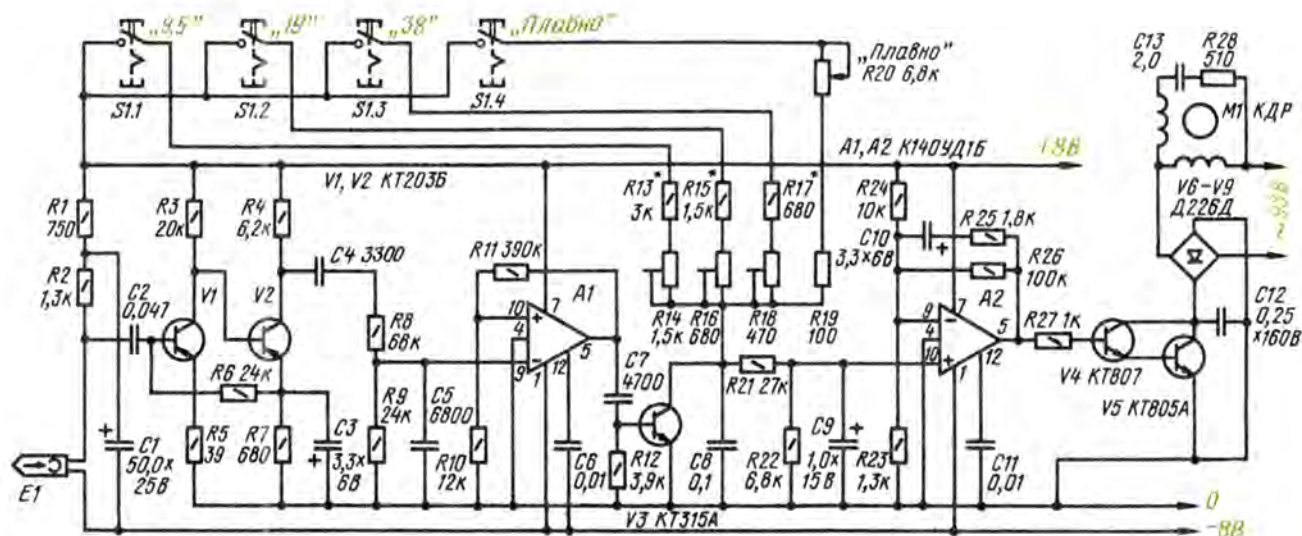 „9,5" „19" „38" „Плавно"
S1.1 S1.2 S1.3 S1.4
„Плавно"
R20 6,8к
C13
2,0
R28
510
M1 КДР
A1, A2 К140УД1Б
+8В
V1, V2 КТ203Б
V6–V9
Д226Д
R1
750
R2
1,3к
R3
20к
R4
6,2к
C4 3300
R11 390к
R13*
3к
R15*
1,5к
R17*
680
R24
10к
R25 1,8к
C10
3,3×6В
R26
100к
C2
0,047
V1
V2
R8
68к
A1
10 7
4
9 1 12
5
R14
1,5к
R16
680
R18
470
R19
100
A2
9 7
4
10 1 12
5
R27 1к
C12
0,25
×160В
V4 КТ807
V5 КТ805А
R6 24к
C7
4700
R21 27к
C1
50,0×
25В
R5
39
R7
680
C3
3,3×
6В
R9
24к
C5
6800
R10
12к
C6
0,01
R12
3,9к
C8
0,1
R22
6,8к
C9
1,0×
15В
R23
1,3к
C11
0,01
E1
V3 КТ315А
0
–8В